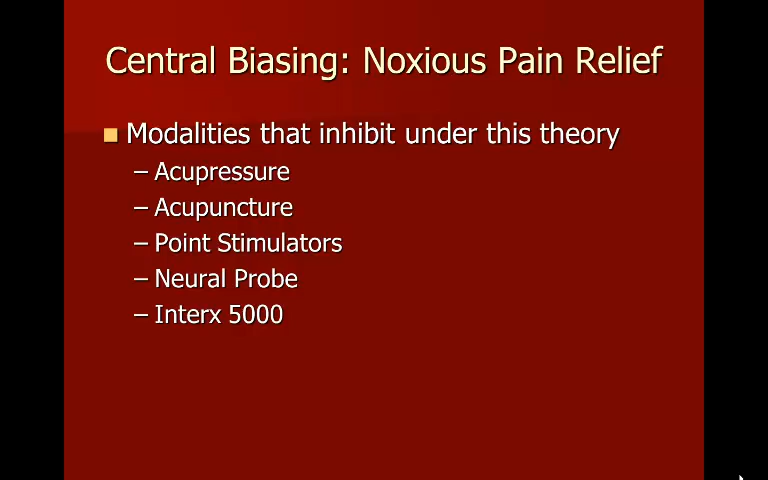 Central Biasing: Noxious Pain Relief
Modalities that inhibit under this theory
– Acupressure
– Acupuncture
– Point Stimulators
– Neural Probe
– Interx 5000